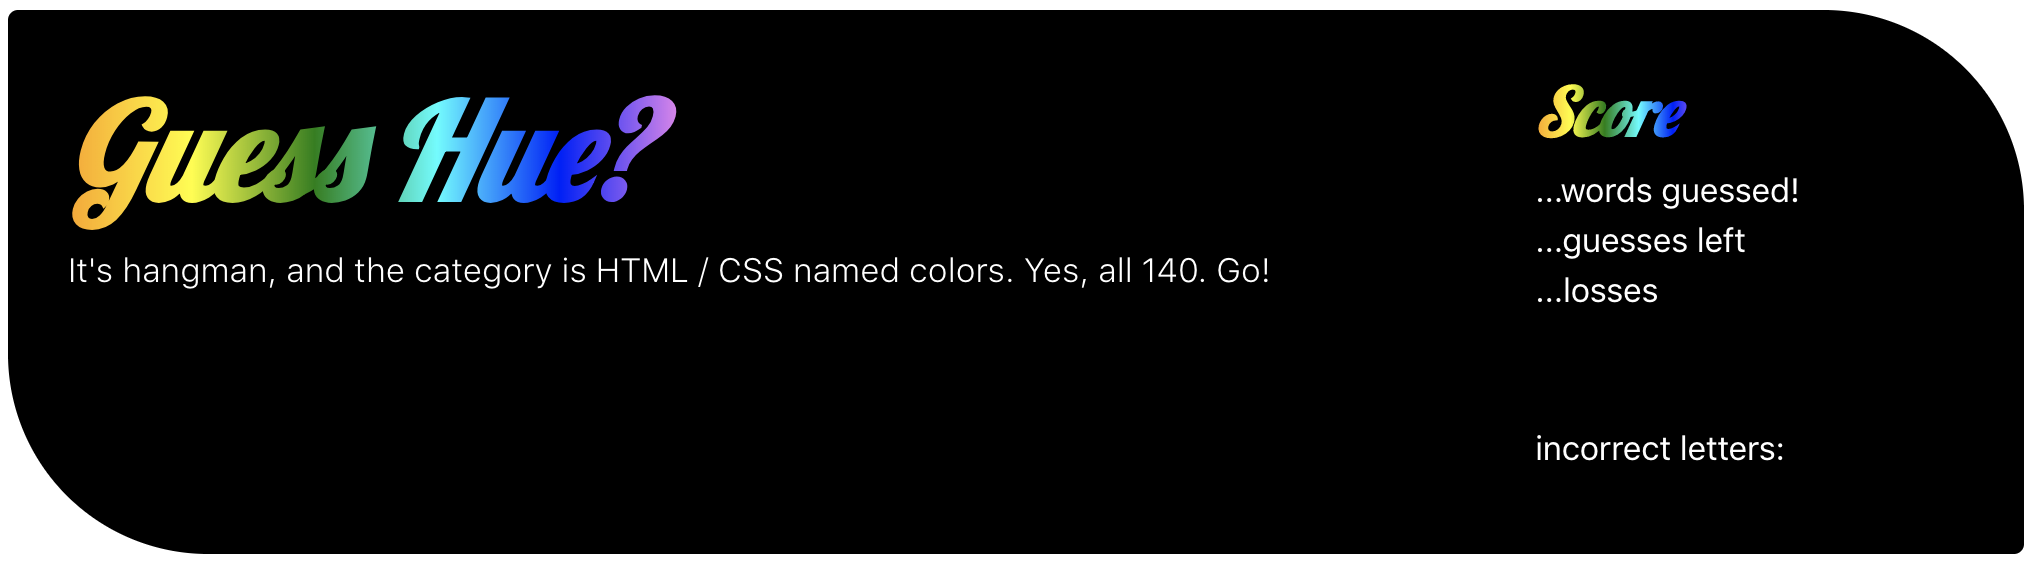 Guess Hue?
It's hangman, and the category is HTML / CSS named colors. Yes, all 140. Go!
Score
...words guessed!
...guesses left
...losses
incorrect letters: